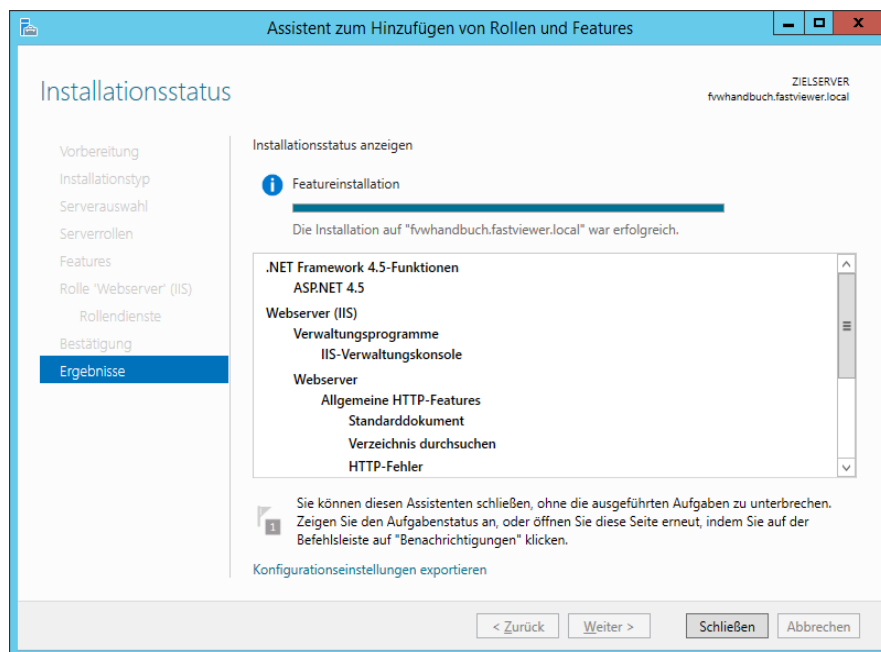 Assistent zum Hinzufügen von Rollen und Features
Installationsstatus
ZIELSERVER
fvwhandbuch.fastviewer.local
Vorbereitung
Installationstyp
Serverauswahl
Serverrollen
Features
Rolle 'Webserver' (IIS)
Rollendienste
Bestätigung
Ergebnisse
Installationsstatus anzeigen
Featureinstallation
Die Installation auf "fvwhandbuch.fastviewer.local" war erfolgreich.
.NET Framework 4.5-Funktionen
ASP.NET 4.5
Webserver (IIS)
Verwaltungsprogramme
IIS-Verwaltungskonsole
Webserver
Allgemeine HTTP-Features
Standarddokument
Verzeichnis durchsuchen
HTTP-Fehler
1
Sie können diesen Assistenten schließen, ohne die ausgeführten Aufgaben zu unterbrechen.
Zeigen Sie den Aufgabenstatus an, oder öffnen Sie diese Seite erneut, indem Sie auf der
Befehlsleiste auf "Benachrichtigungen" klicken.
Konfigurationseinstellungen exportieren
< Zurück
Weiter >
Schließen
Abbrechen